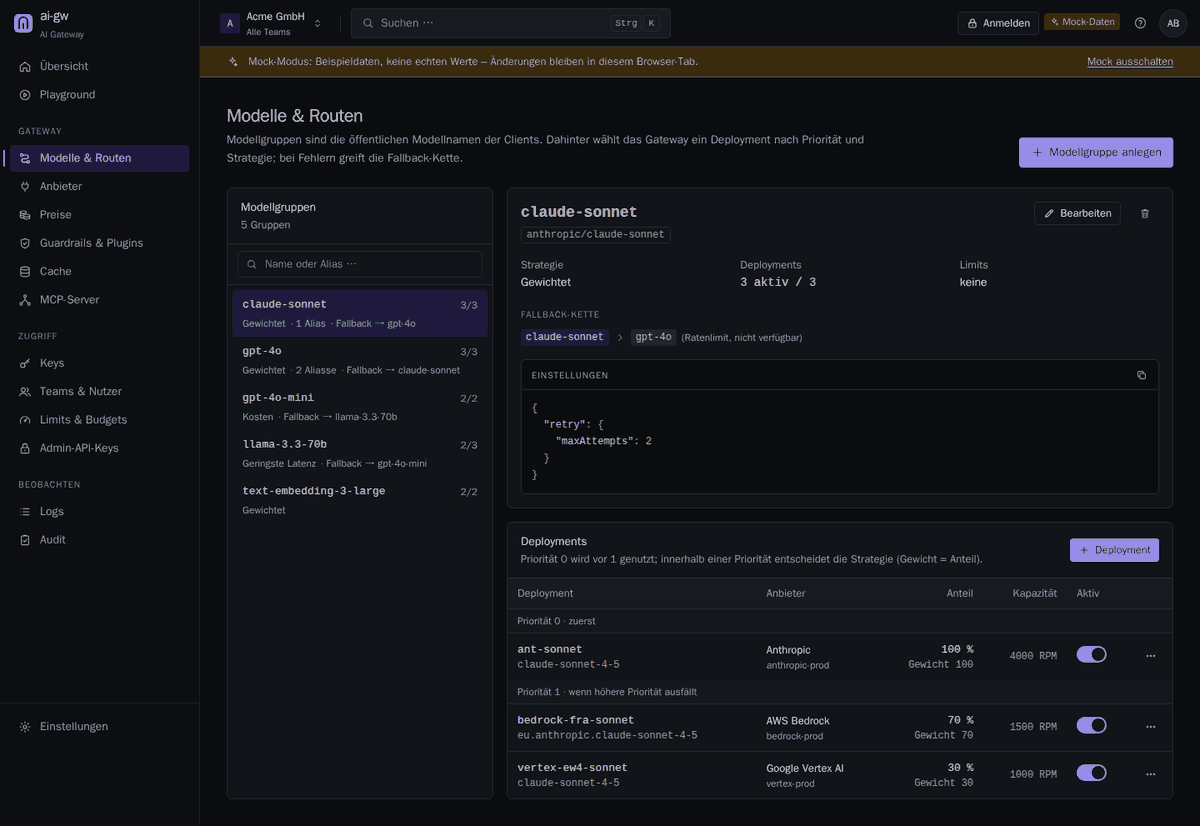 ai-gw
AI Gateway
Übersicht
Playground
GATEWAY
Modelle & Routen
Anbieter
Preise
Guardrails & Plugins
Cache
MCP-Server
ZUGRIFF
Keys
Teams & Nutzer
Limits & Budgets
Admin-API-Keys
BEOBACHTEN
Logs
Audit
Einstellungen
A
Acme GmbH
Alle Teams
Suchen ···
Strg K
Anmelden
Mock-Daten
AB
Mock-Modus: Beispieldaten, keine echten Werte – Änderungen bleiben in diesem Browser-Tab.
Mock ausschalten
Modelle & Routen
Modellgruppen sind die öffentlichen Modellnamen der Clients. Dahinter wählt das Gateway ein Deployment nach Priorität und
Strategie; bei Fehlern greift die Fallback-Kette.
+ Modellgruppe anlegen
Modellgruppen
5 Gruppen
Name oder Alias ···
claude-sonnet 3/3
Gewichtet · 1 Alias · Fallback → gpt-4o
gpt-4o 3/3
Gewichtet · 2 Aliasse · Fallback → claude-sonnet
gpt-4o-mini 2/2
Kosten · Fallback → llama-3.3-70b
llama-3.3-70b 2/3
Geringste Latenz · Fallback → gpt-4o-mini
text-embedding-3-large 2/2
Gewichtet
claude-sonnet
Bearbeiten
anthropic/claude-sonnet
Strategie Deployments Limits
Gewichtet 3 aktiv / 3 keine
FALLBACK-KETTE
claude-sonnet > gpt-4o (Ratenlimit, nicht verfügbar)
EINSTELLUNGEN
{
"retry": {
"maxAttempts": 2
}
}
Deployments
Priorität 0 wird vor 1 genutzt; innerhalb einer Priorität entscheidet die Strategie (Gewicht = Anteil).
+ Deployment
Deployment Anbieter Anteil Kapazität Aktiv
Priorität 0 · zuerst
ant-sonnet Anthropic 100 % 4000 RPM
claude-sonnet-4-5 anthropic-prod Gewicht 100
Priorität 1 · wenn höhere Priorität ausfällt
bedrock-fra-sonnet AWS Bedrock 70 % 1500 RPM
eu.anthropic.claude-sonnet-4-5 bedrock-prod Gewicht 70
vertex-ew4-sonnet Google Vertex AI 30 % 1000 RPM
claude-sonnet-4-5 vertex-prod Gewicht 30